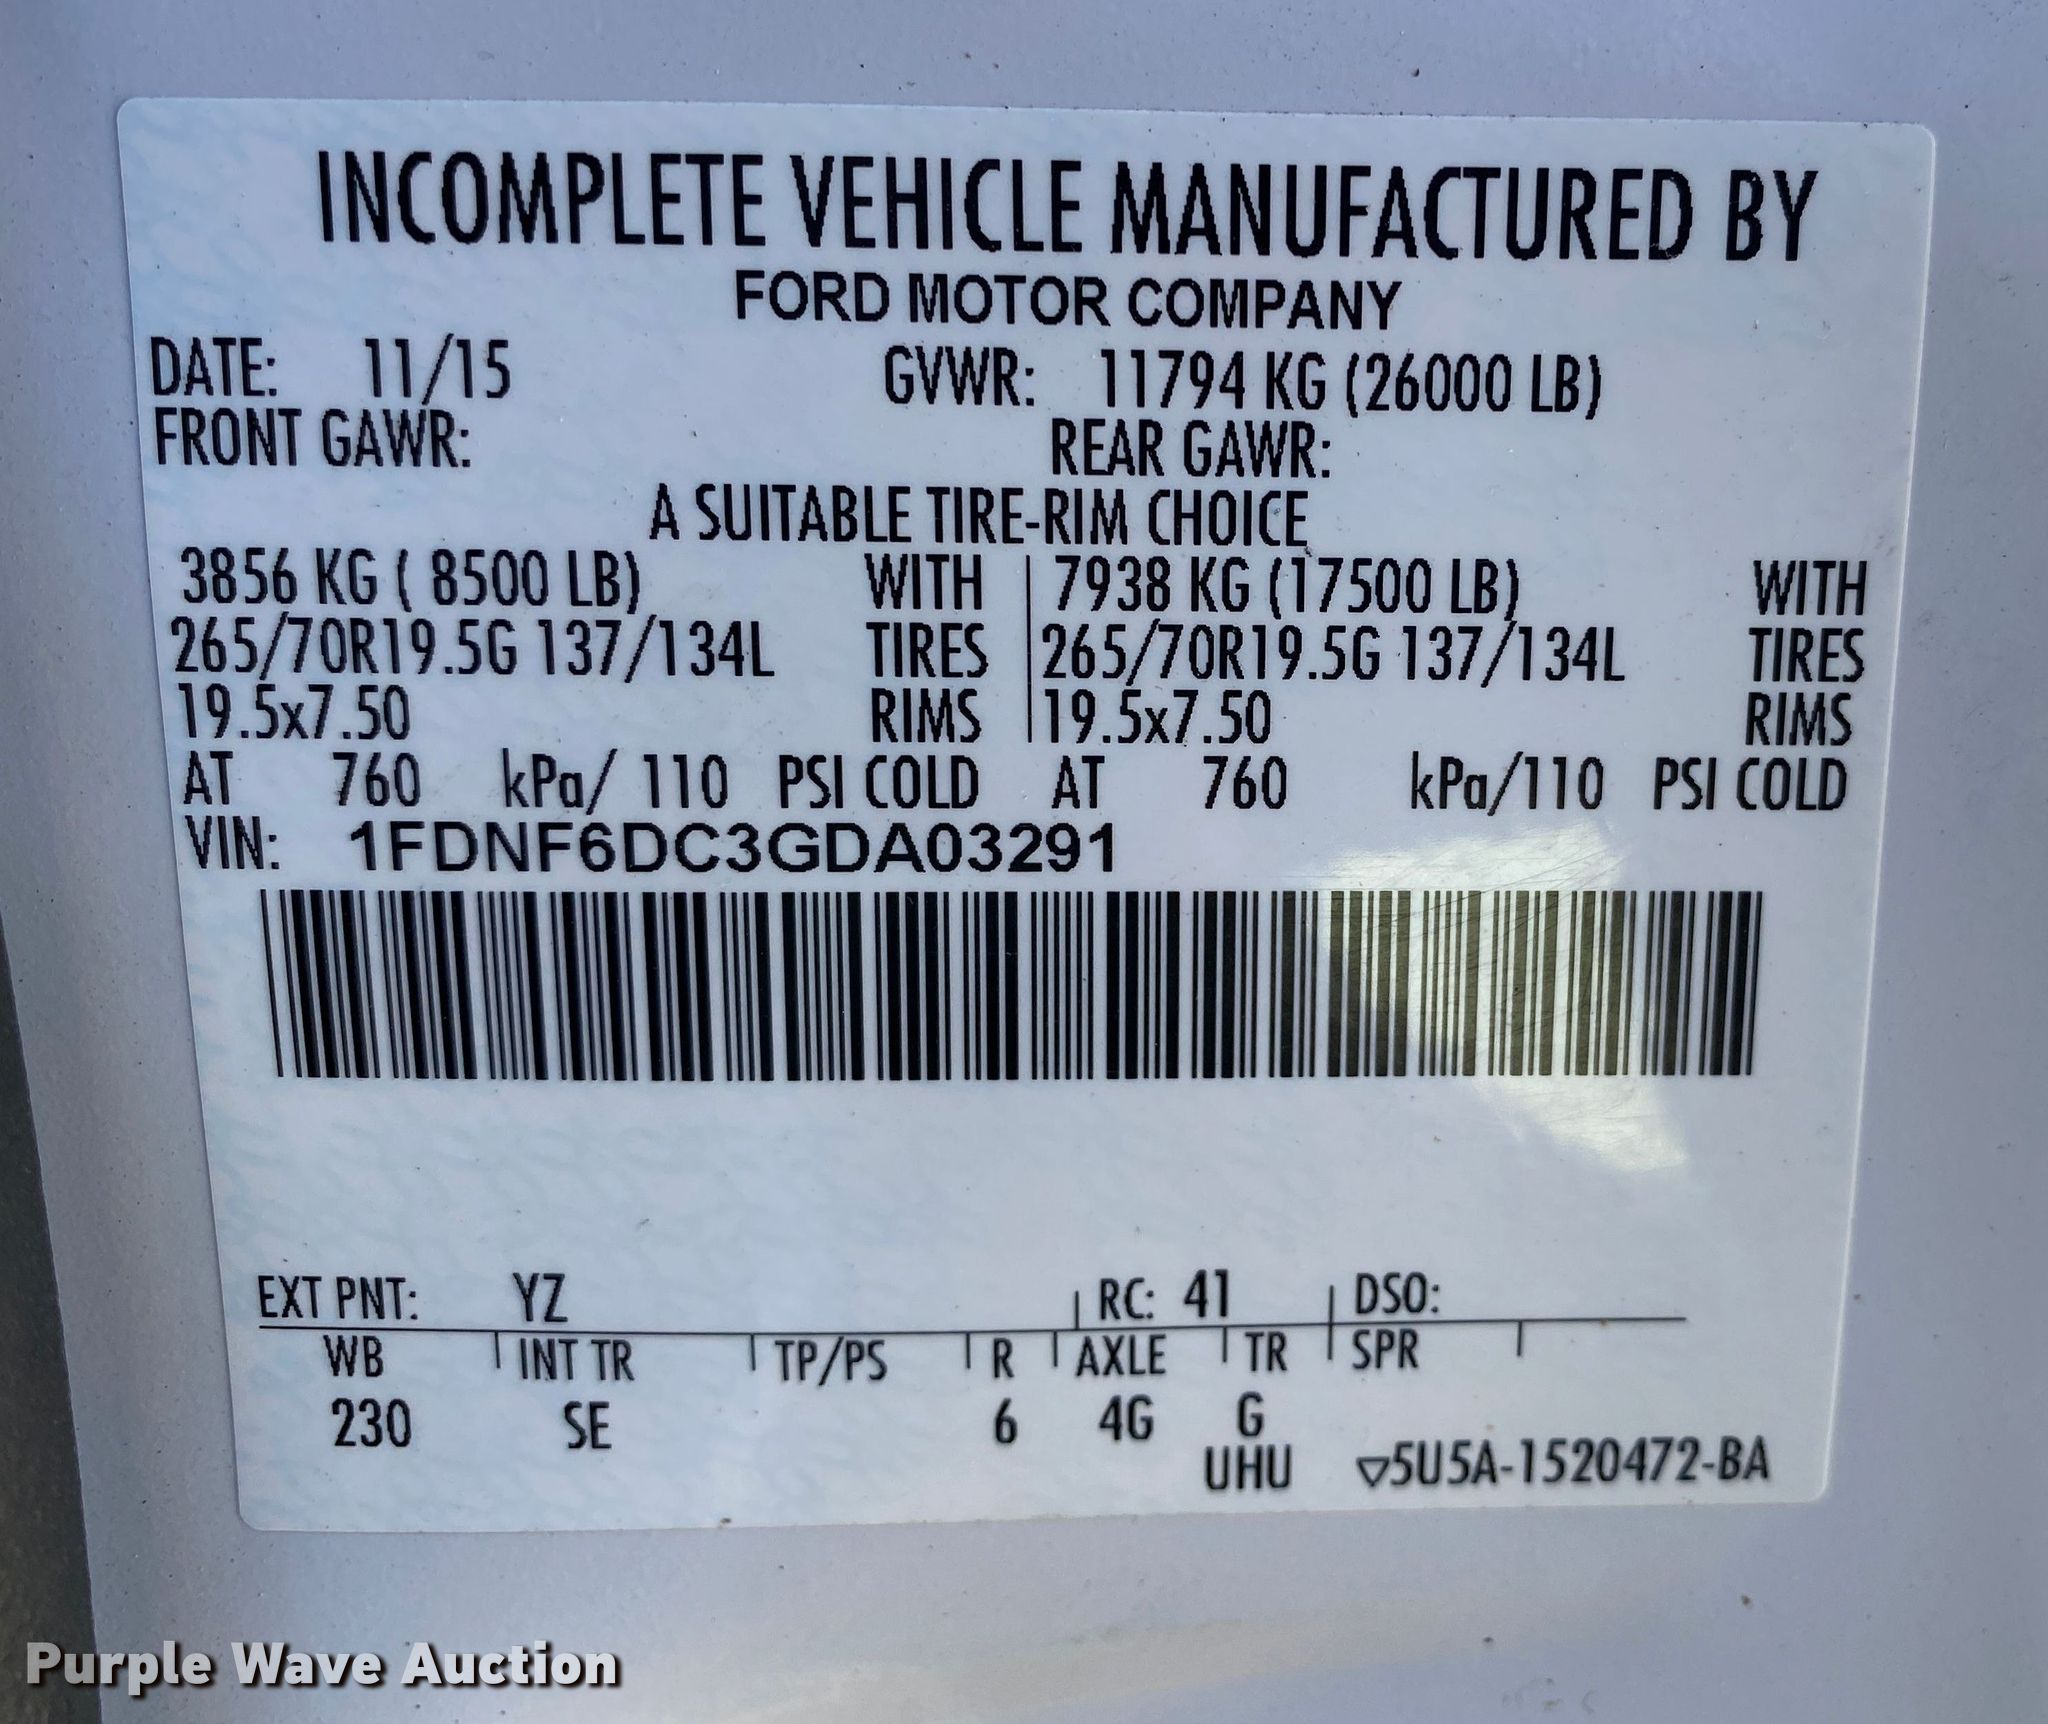 INCOMPLETE VEHICLE MANUFACTURED BY
FORD MOTOR COMPANY
DATE: 11/15 GVWR: 11794 KG (26000 LB)
FRONT GAWR: REAR GAWR:
A SUITABLE TIRE-RIM CHOICE
3856 KG ( 8500 LB) WITH 7938 KG (17500 LB) WITH
265/70R19.5G 137/134L TIRES 265/70R19.5G 137/134L TIRES
19.5x7.50 RIMS 19.5x7.50 RIMS
AT 760 kPa/ 110 PSI COLD AT 760 kPa/110 PSI COLD
VIN: 1FDNF6DC3GDA03291
EXT PNT: YZ RC: 41 DSO:
WB INT TR TP/PS R AXLE TR SPR
230 SE 6 4G G
UHU ▽5U5A-1520472-BA
Purple Wave Auction